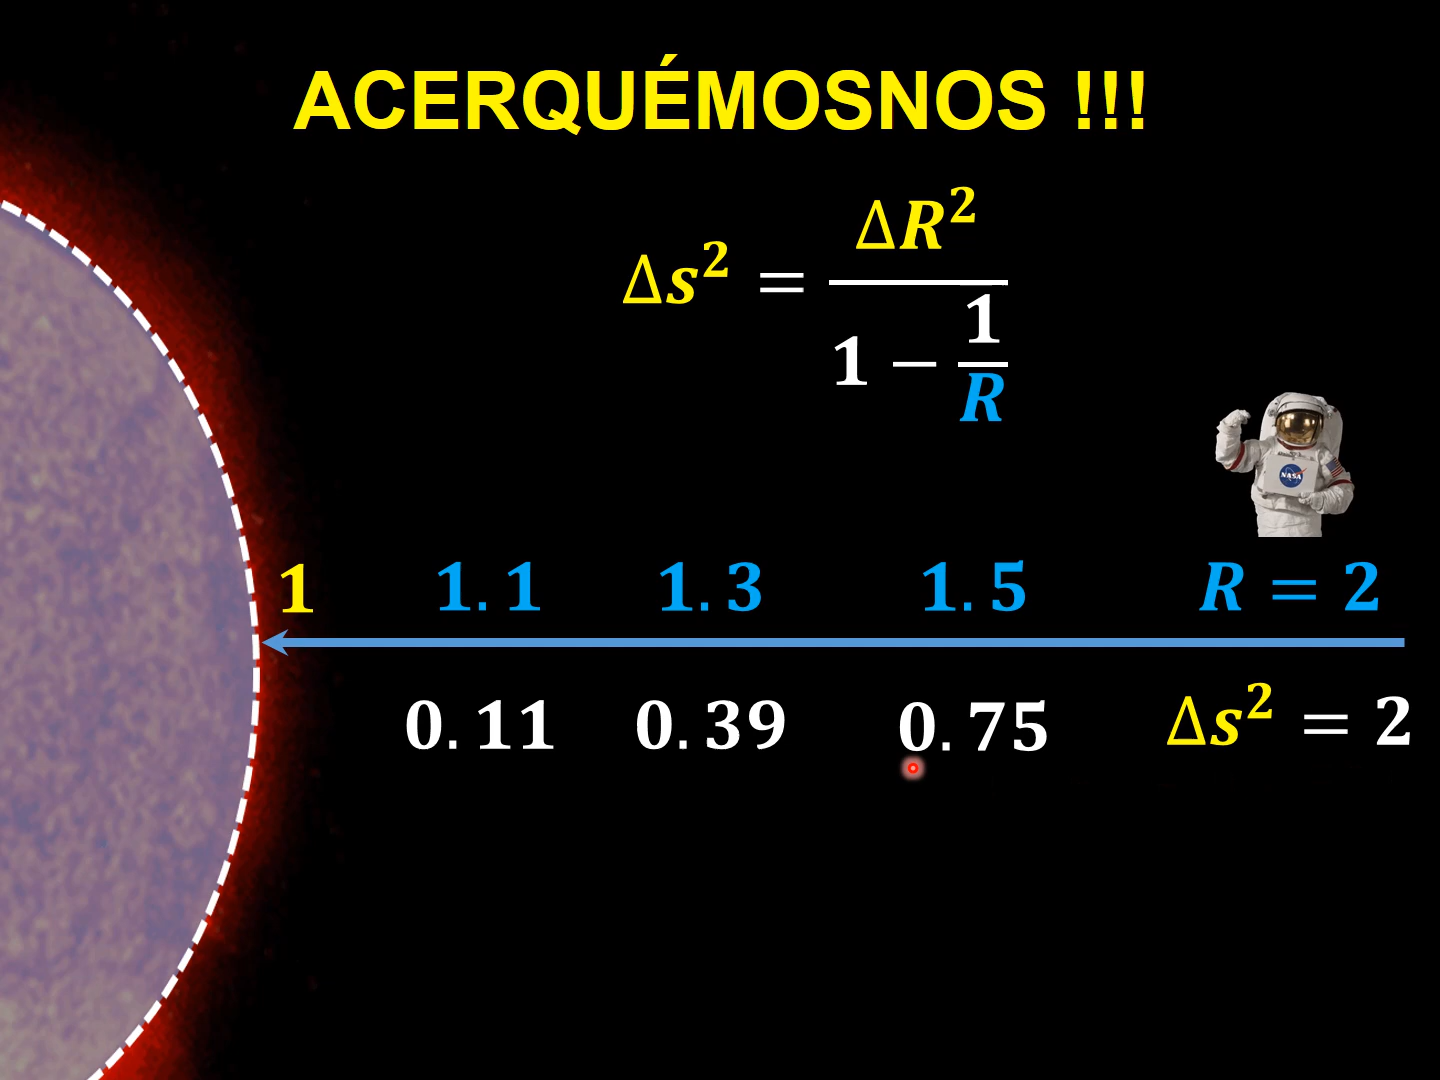 ACERQUÉMOSNOS !!!
Δs² = ΔR² / (1 − 1/R)
NASA
1 1.1 1.3 1.5 R = 2
0.11 0.39 0.75 Δs² = 2